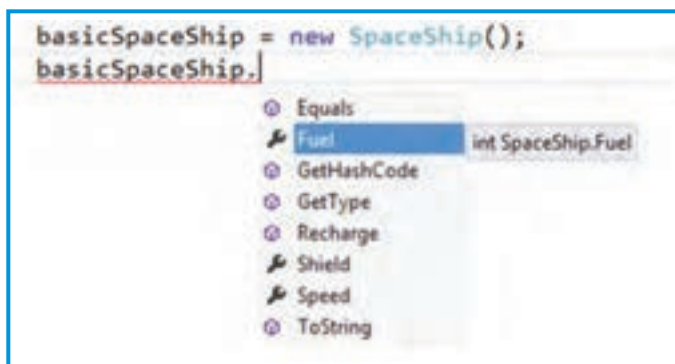 basicSpaceShip = new SpaceShip();
basicSpaceShip.
Equals
Fuel int SpaceShip.Fuel
GetHashCode
GetType
Recharge
Shield
Speed
ToString